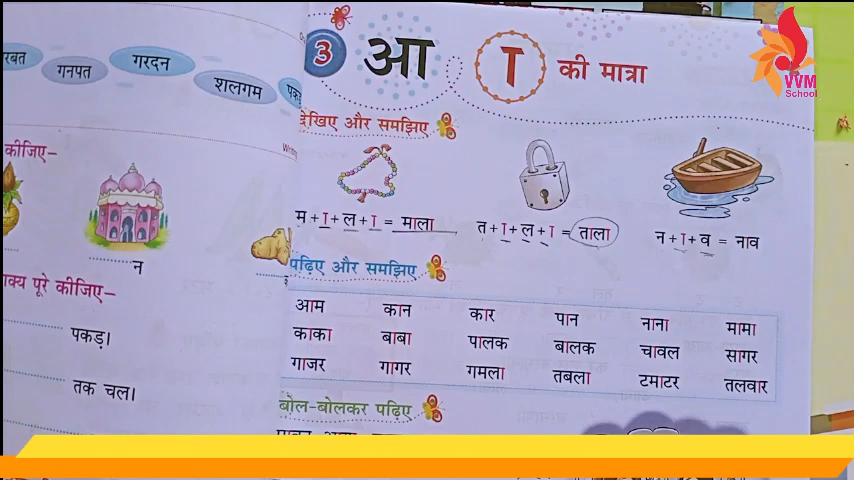 गनपत
गरदन
शलगम
कीजिए–
न
पूरे कीजिए–
पकड़।
तक चल।
3 आ ा की मात्रा
देखिए और समझिए
म + ा + ल + ा = माला
त + ा + ल + ा = ताला
न + ा + व = नाव
पढ़िए और समझिए
आम कान कार पान नाना मामा
काका बाबा पालक बालक चावल सागर
गाजर गागर गमला तबला टमाटर तलवार
बोल-बोलकर पढ़िए
VVM
School